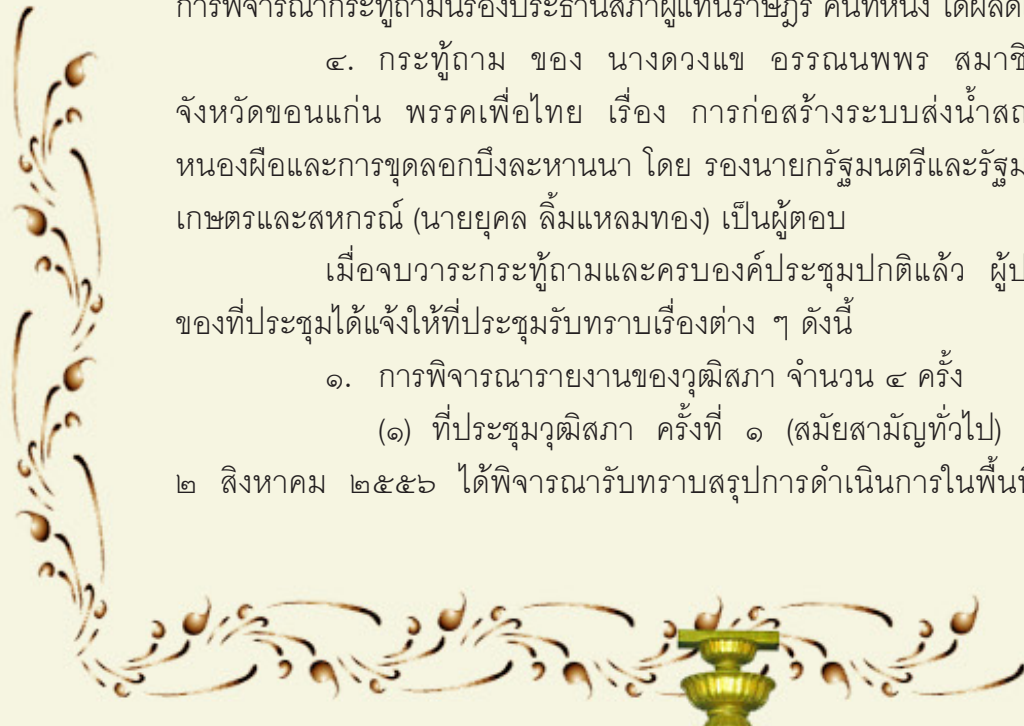 การพิจารณากระทู้ถามนี้รองประธานสภาผู้แทนราษฎร คนที่หนึ่ง ได้ผลัด
๔. กระทู้ถาม ของ นางดวงแข อรรณนพพร สมาชิ
จังหวัดขอนแก่น พรรคเพื่อไทย เรื่อง การก่อสร้างระบบส่งน้ำสถ
หนองผือและการขุดลอกบึงละหานนา โดย รองนายกรัฐมนตรีและรัฐม
เกษตรและสหกรณ์ (นายยุคล ลิ้มแหลมทอง) เป็นผู้ตอบ
เมื่อจบวาระกระทู้ถามและครบองค์ประชุมปกติแล้ว ผู้ป
ของที่ประชุมได้แจ้งให้ที่ประชุมรับทราบเรื่องต่าง ๆ ดังนี้
๑. การพิจารณารายงานของวุฒิสภา จำนวน ๔ ครั้ง
(๑) ที่ประชุมวุฒิสภา ครั้งที่ ๑ (สมัยสามัญทั่วไป)
๒ สิงหาคม ๒๕๕๖ ได้พิจารณารับทราบสรุปการดำเนินการในพื้นที่